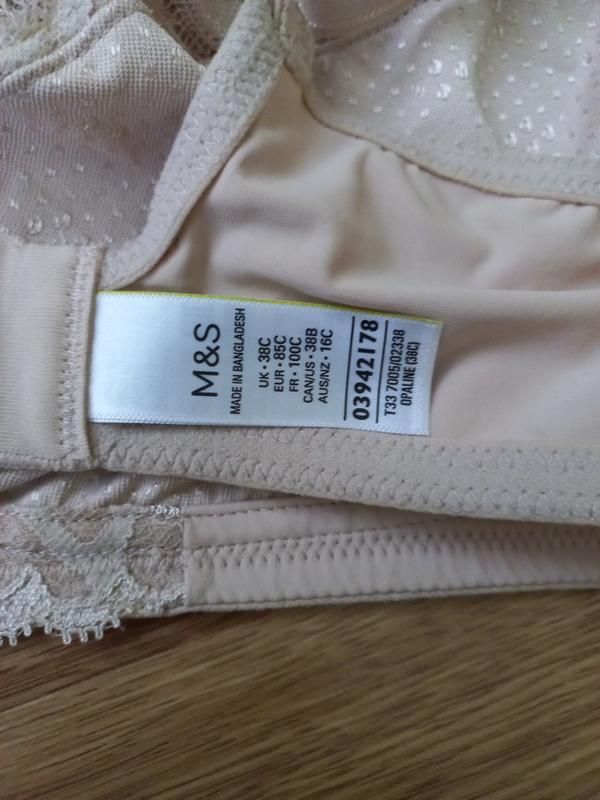 M&S
MADE IN BANGLADESH
UK • 38C
EUR • 85C
FR • 100C
CAN/US • 38B
AUS/NZ • 16C
03942178
T33 7005/02338
OPALINE (38C)